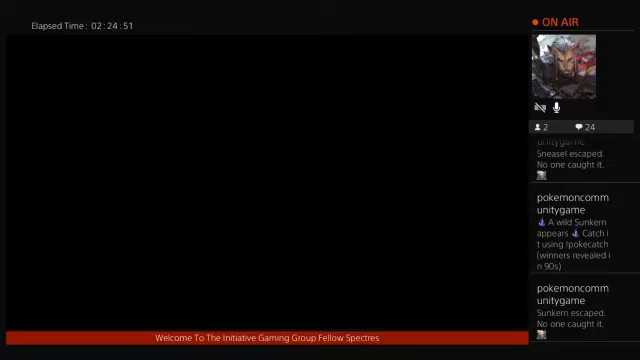 Elapsed Time: 02:24:51
ON AIR
2 24
unitygame
Sneasel escaped.
No one caught it.
pokemoncomm
unitygame
A wild Sunkern
appears Catch i
t using !pokecatch
(winners revealed i
n 90s)
pokemoncomm
unitygame
Sunkern escaped.
No one caught it.
Welcome To The Initiative Gaming Group Fellow Spectres